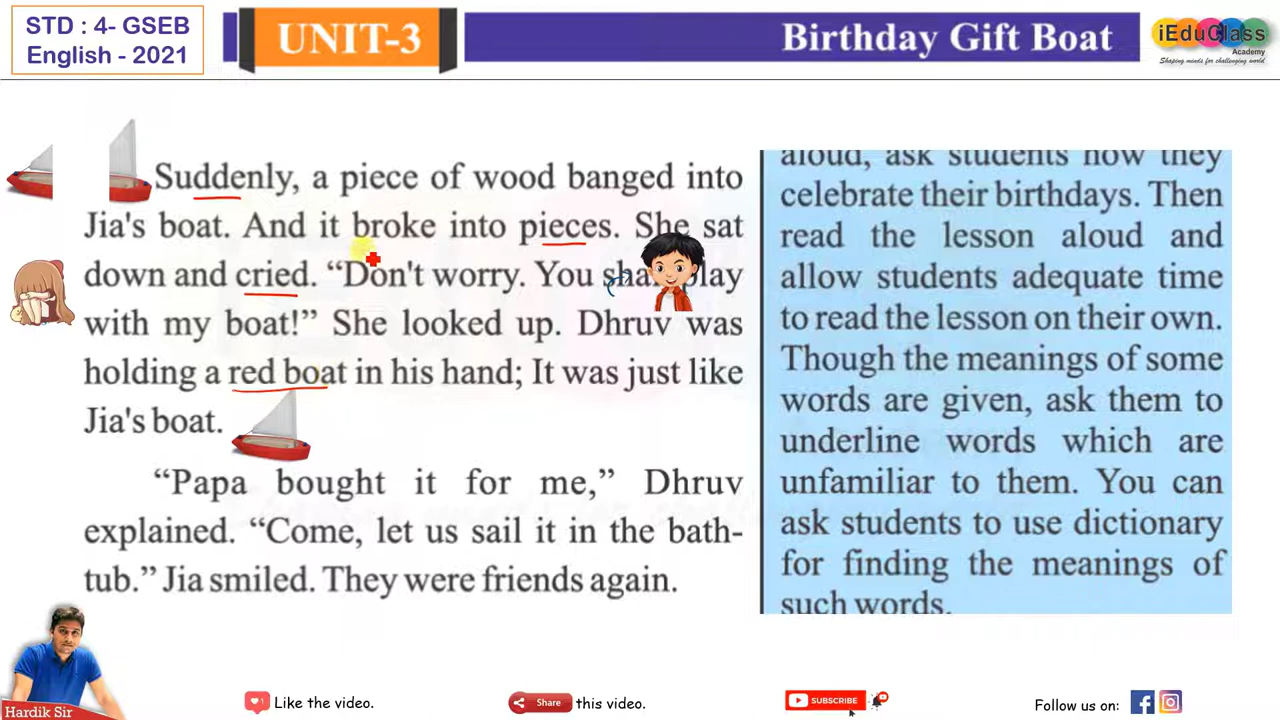 STD : 4- GSEB
English - 2021
UNIT-3
Birthday Gift Boat
iEduClass
Academy
Shaping minds for challenging world
Suddenly, a piece of wood banged into
Jia's boat. And it broke into pieces. She sat
down and cried. “Don't worry. You play
with my boat!” She looked up. Dhruv was
holding a red boat in his hand; It was just like
Jia's boat.
“Papa bought it for me,” Dhruv
explained. “Come, let us sail it in the bath-
tub.” Jia smiled. They were friends again.
aloud, ask students how they
celebrate their birthdays. Then
read the lesson aloud and
allow students adequate time
to read the lesson on their own.
Though the meanings of some
words are given, ask them to
underline words which are
unfamiliar to them. You can
ask students to use dictionary
for finding the meanings of
such words.
Hardik Sir
Like the video.
Share this video.
SUBSCRIBE
Follow us on: